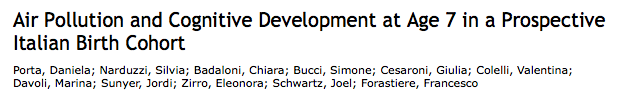 Air Pollution and Cognitive Development at Age 7 in a Prospective
Italian Birth Cohort
Porta, Daniela; Narduzzi, Silvia; Badaloni, Chiara; Bucci, Simone; Cesaroni, Giulia; Colelli, Valentina;
Davoli, Marina; Sunyer, Jordi; Zirro, Eleonora; Schwartz, Joel; Forastiere, Francesco